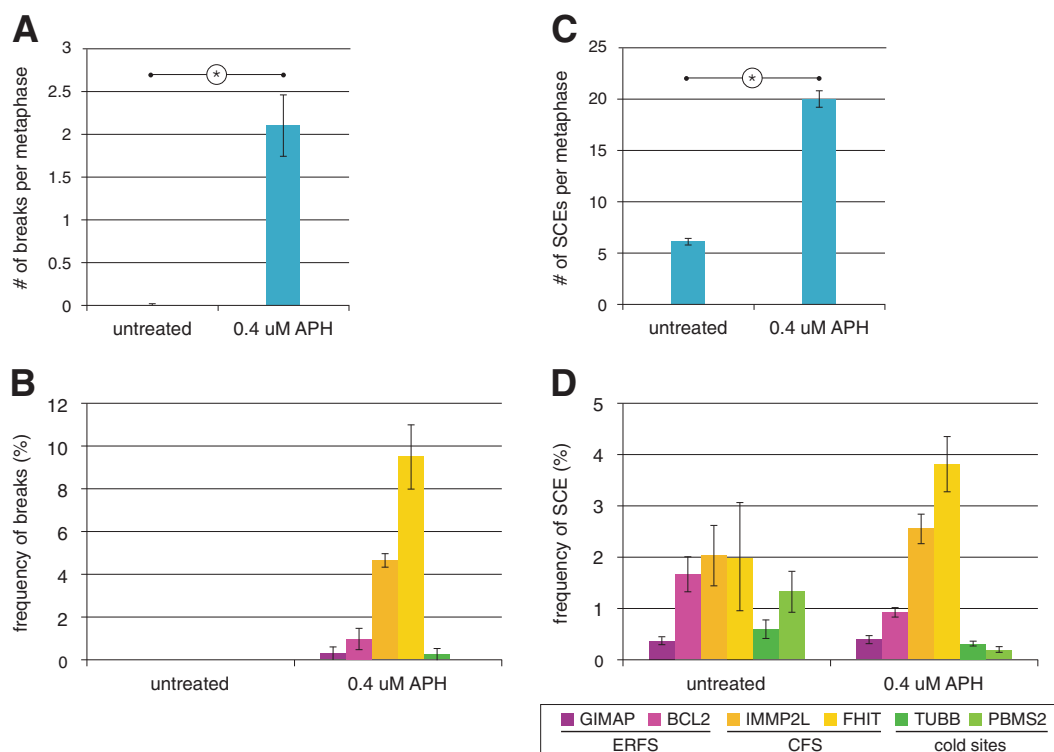 A
# of breaks per metaphase
3
2.5
2
1.5
1
0.5
0
*
untreated
0.4 uM APH
C
# of SCEs per metaphase
25
20
15
10
5
0
*
untreated
0.4 uM APH
B
frequency of breaks (%)
12
10
8
6
4
2
0
untreated
0.4 uM APH
D
frequency of SCE (%)
5
4
3
2
1
0
untreated
0.4 uM APH
GIMAP BCL2 IMMP2L FHIT TUBB PBMS2
ERFS CFS cold sites